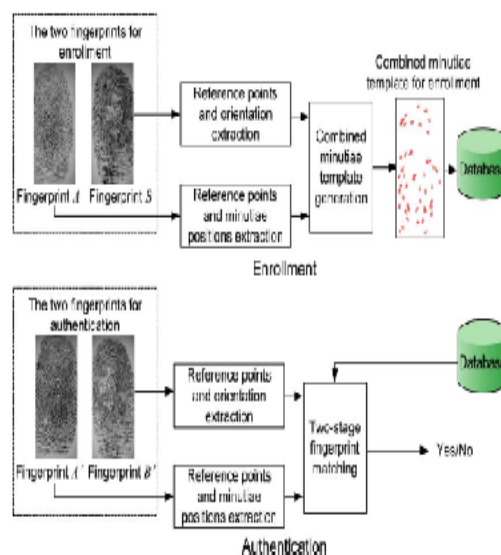 The two fingerprints for
enrollment
Fingerprint A
Fingerprint B
Reference points
and orientation
extraction
Reference points
and minutiae
positions extraction
Combined
minutiae
template
generation
Combined minutiae
template for enrollment
Database
Enrollment
The two fingerprints for
authentication
Fingerprint A'
Fingerprint B'
Reference points
and orientation
extraction
Reference points
and minutiae
positions extraction
Two-stage
fingerprint
matching
Database
Yes/No
Authentication